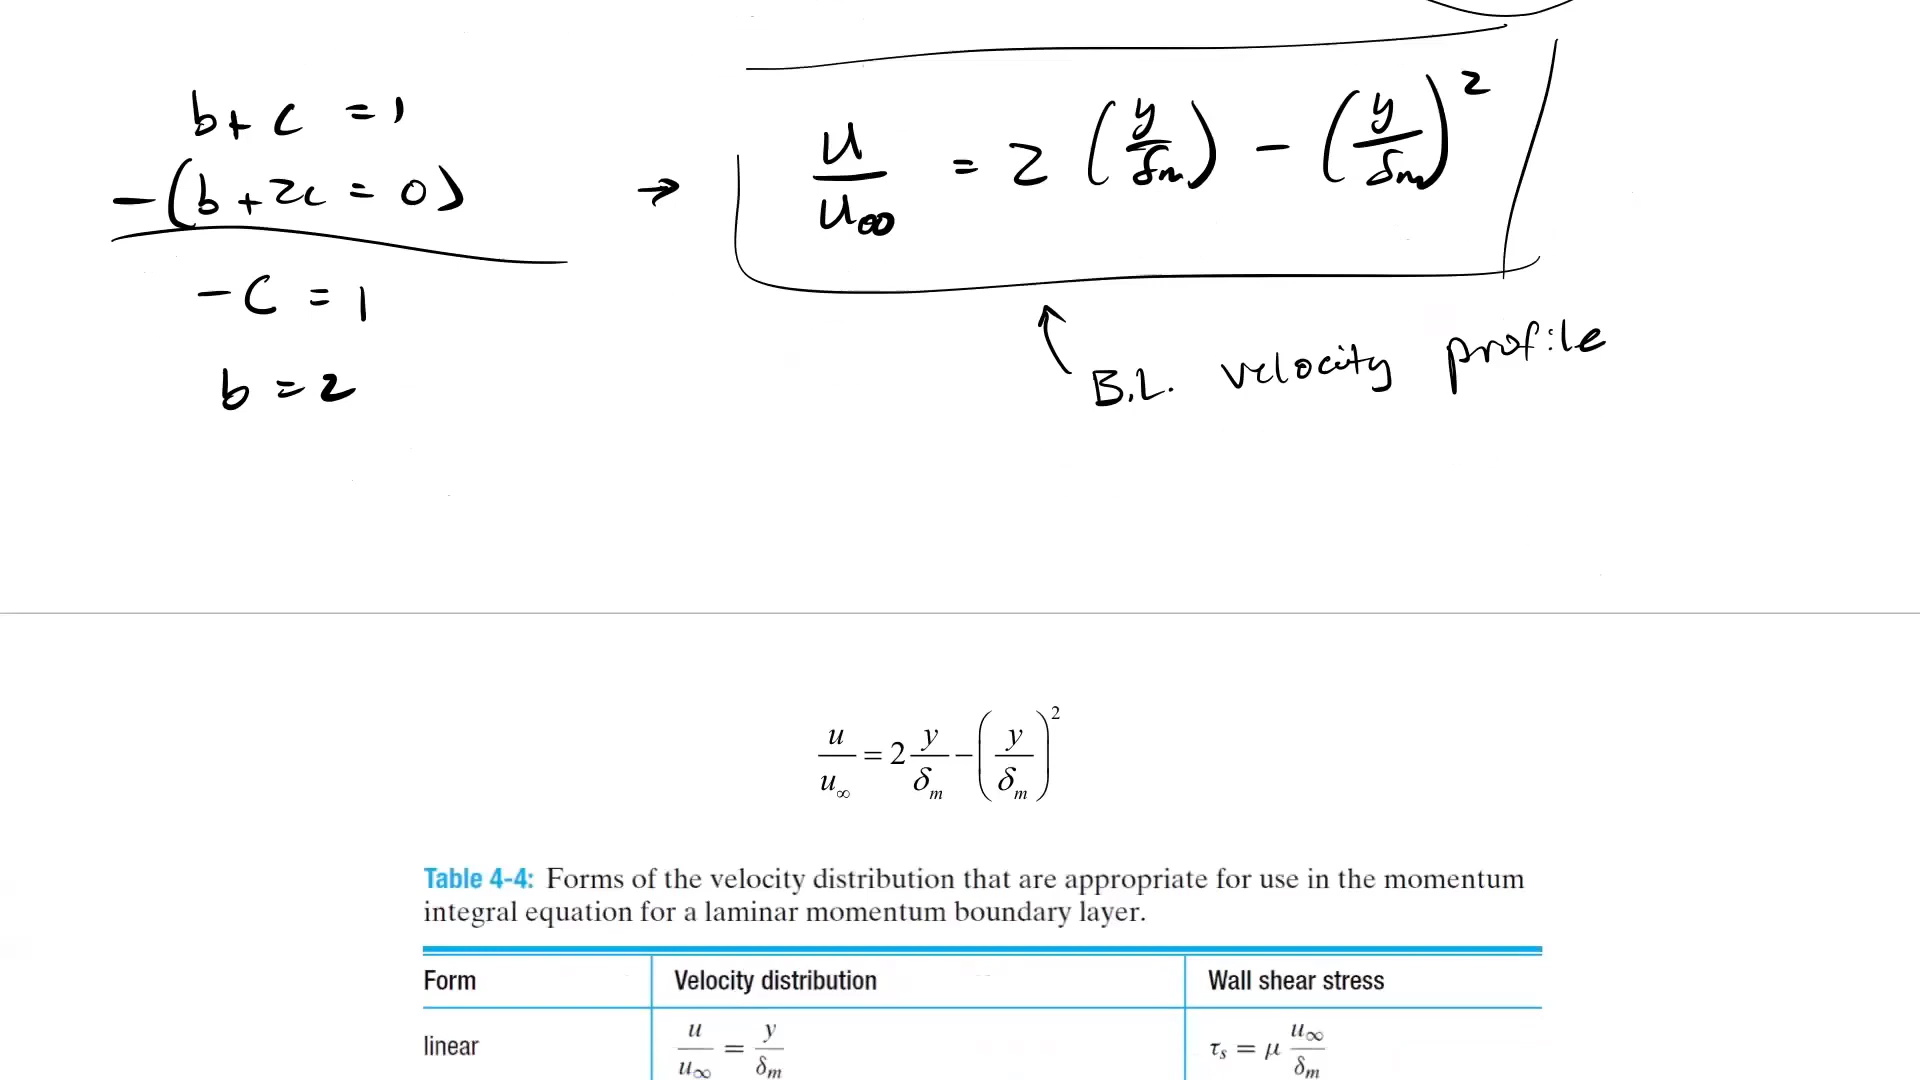 b + c = 1
-(b + 2c = 0)
-c = 1
b = 2
→ u/u∞ = 2 (y/δm) - (y/δm)²
B.L. velocity profile
u/u∞ = 2 y/δm − (y/δm)²
Table 4-4: Forms of the velocity distribution that are appropriate for use in the momentum
integral equation for a laminar momentum boundary layer.
Form Velocity distribution Wall shear stress
linear u/u∞ = y/δm τs = μ u∞/δm